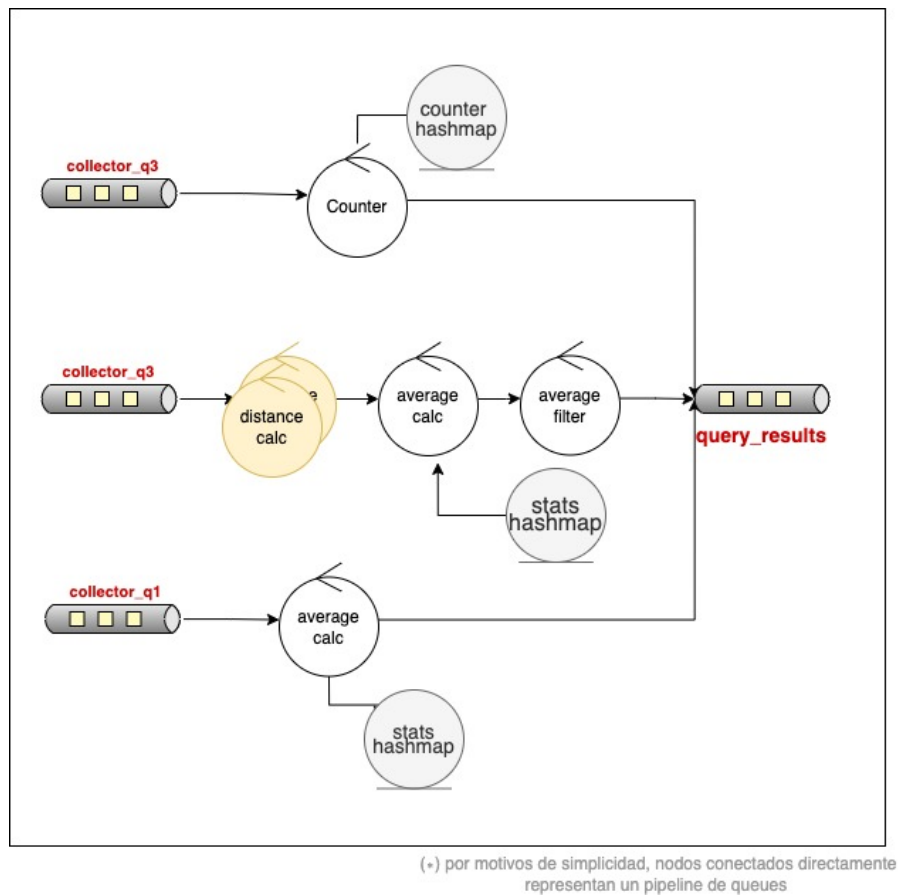 counter
hashmap
collector_q3
Counter
collector_q3
distance
calc
e
average
calc
average
filter
query_results
stats
hashmap
collector_q1
average
calc
stats
hashmap
(*) por motivos de simplicidad, nodos conectados directamente
representan un pipeline de queues